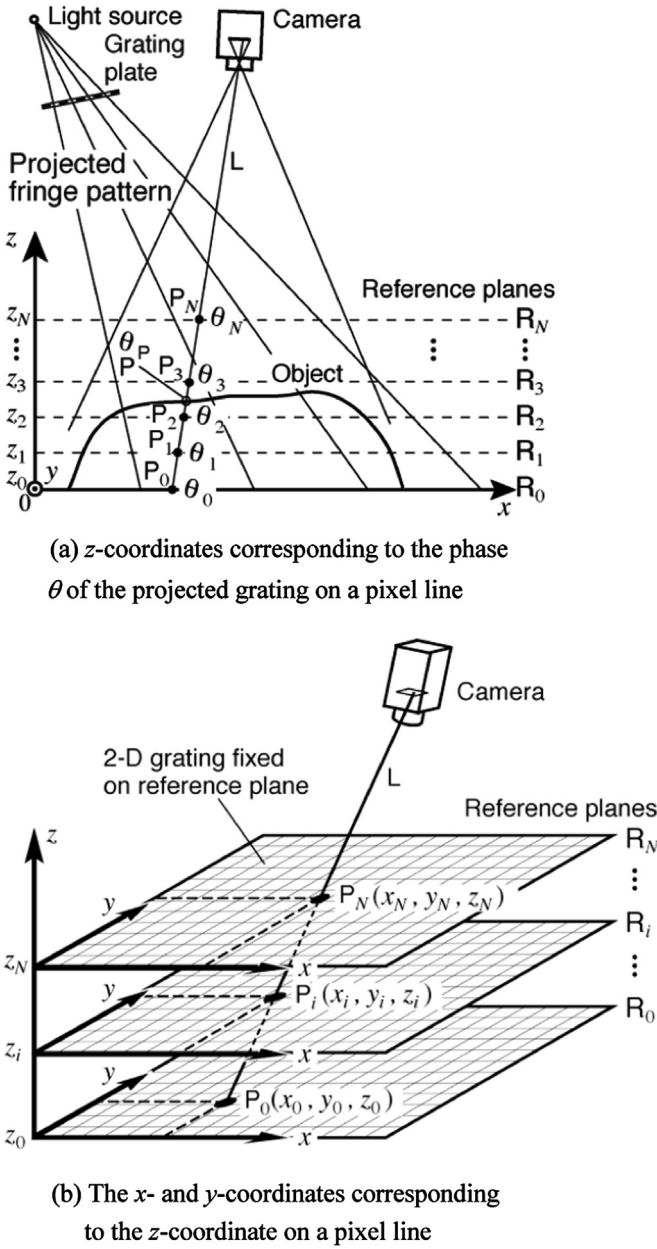 Light source
Grating
plate
Camera
Projected
fringe pattern
L
z
Reference planes
z_N
P_N
θ_N
R_N
⋮
⋮
⋮
θ_P
P
P_3
θ_3
Object
z_3
R_3
z_2
P_2
θ_2
R_2
z_1
P_1
θ_1
R_1
z_0
y
P_0
θ_0
R_0
0
x
(a) z-coordinates corresponding to the phase
θ of the projected grating on a pixel line
Camera
2-D grating fixed
on reference plane
L
Reference planes
z
R_N
⋮
y
P_N(x_N, y_N, z_N)
R_i
z_N
x
⋮
y
P_i(x_i, y_i, z_i)
R_0
z_i
x
y
P_0(x_0, y_0, z_0)
z_0
x
(b) The x- and y-coordinates corresponding
to the z-coordinate on a pixel line